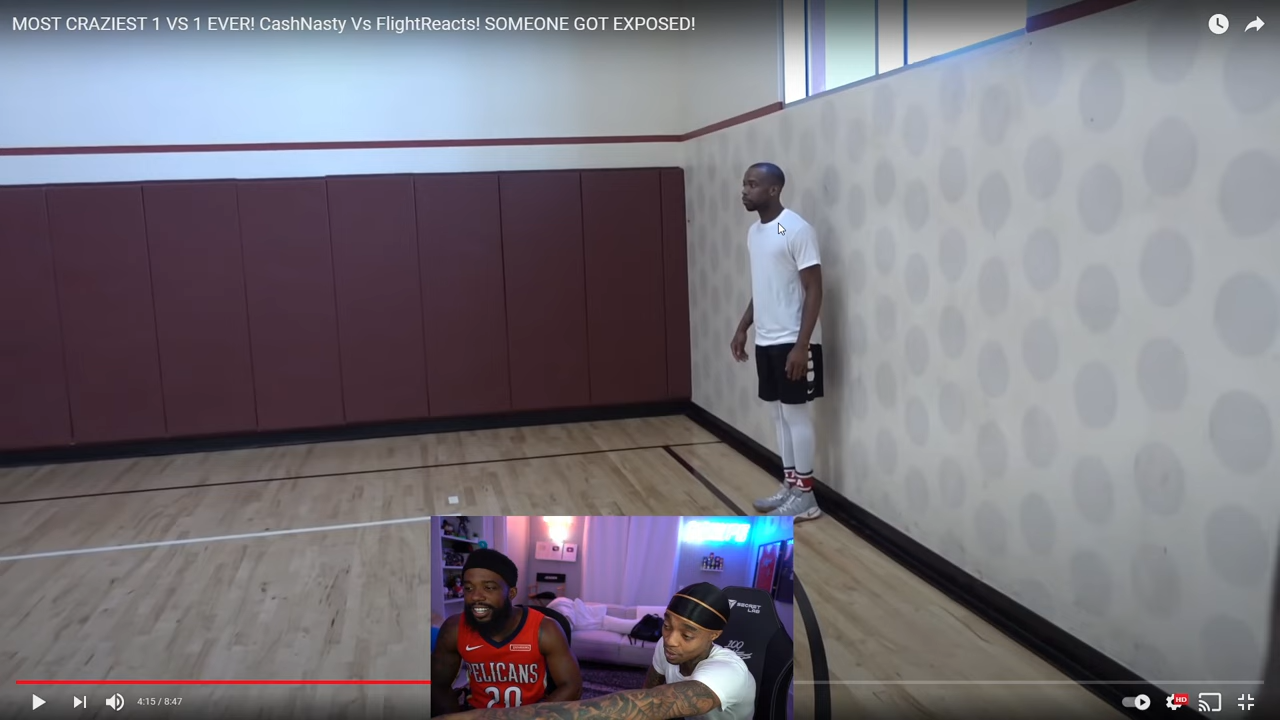 MOST CRAZIEST 1 VS 1 EVER! CashNasty Vs FlightReacts! SOMEONE GOT EXPOSED!
SECRET
LAB
PELICANS
20
4:15 / 8:47
HD